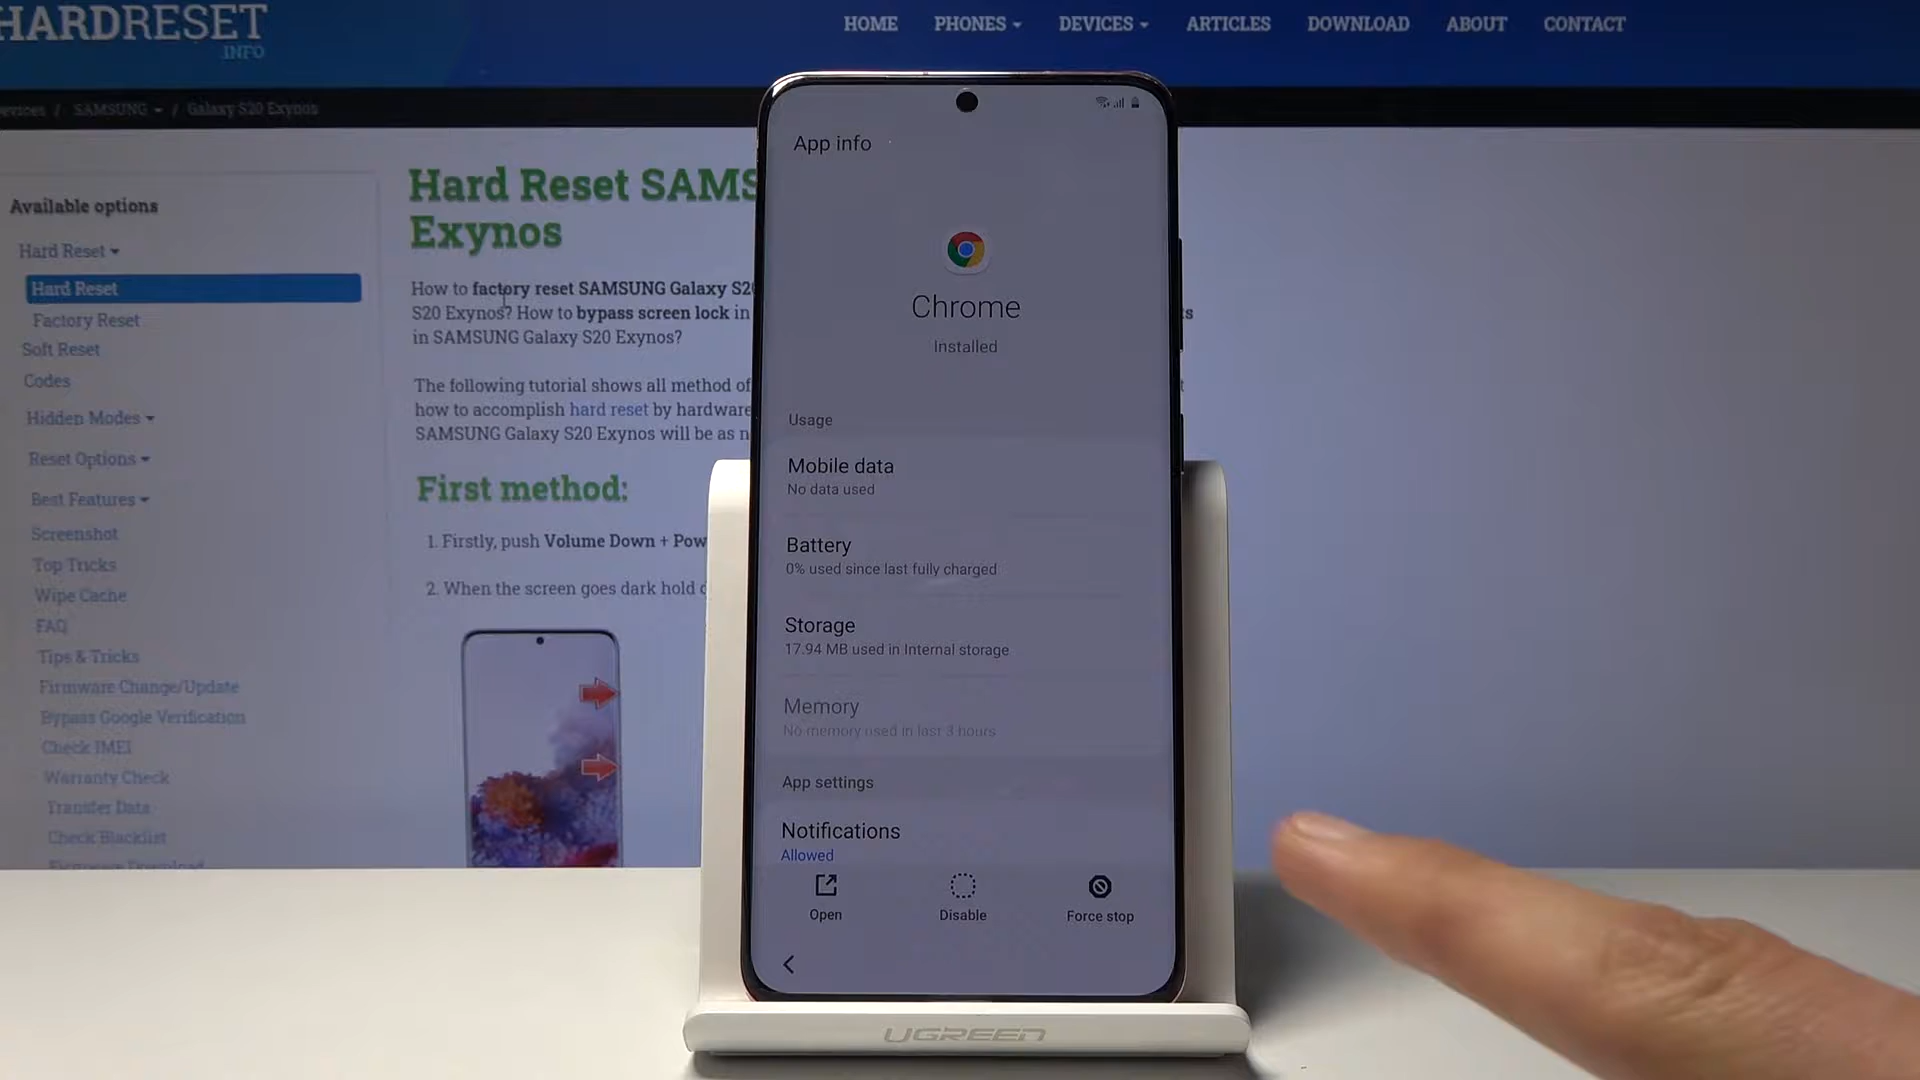 HARDRESET
INFO
HOME PHONES DEVICES ARTICLES DOWNLOAD ABOUT CONTACT
evices / SAMSUNG / Galaxy S20 Exynos
Available options
Hard Reset
Hard Reset
Factory Reset
Soft Reset
Codes
Hidden Modes
Reset Options
Best Features
Screenshot
Top Tricks
Wipe Cache
FAQ
Tips & Tricks
Firmware Change/Update
Bypass Google Verification
Check IMEI
Warranty Check
Transfer Data
Check Blacklist
Firmware Download
Hard Reset SAMS
Exynos
How to factory reset SAMSUNG Galaxy S20
S20 Exynos? How to bypass screen lock in
in SAMSUNG Galaxy S20 Exynos?
The following tutorial shows all method of
how to accomplish hard reset by hardware
SAMSUNG Galaxy S20 Exynos will be as n
First method:
1. Firstly, push Volume Down + Pow
2. When the screen goes dark hold
App info
Chrome
Installed
Usage
Mobile data
No data used
Battery
0% used since last fully charged
Storage
17.94 MB used in Internal storage
Memory
No memory used in last 3 hours
App settings
Notifications
Allowed
Open Disable Force stop
UGREEN